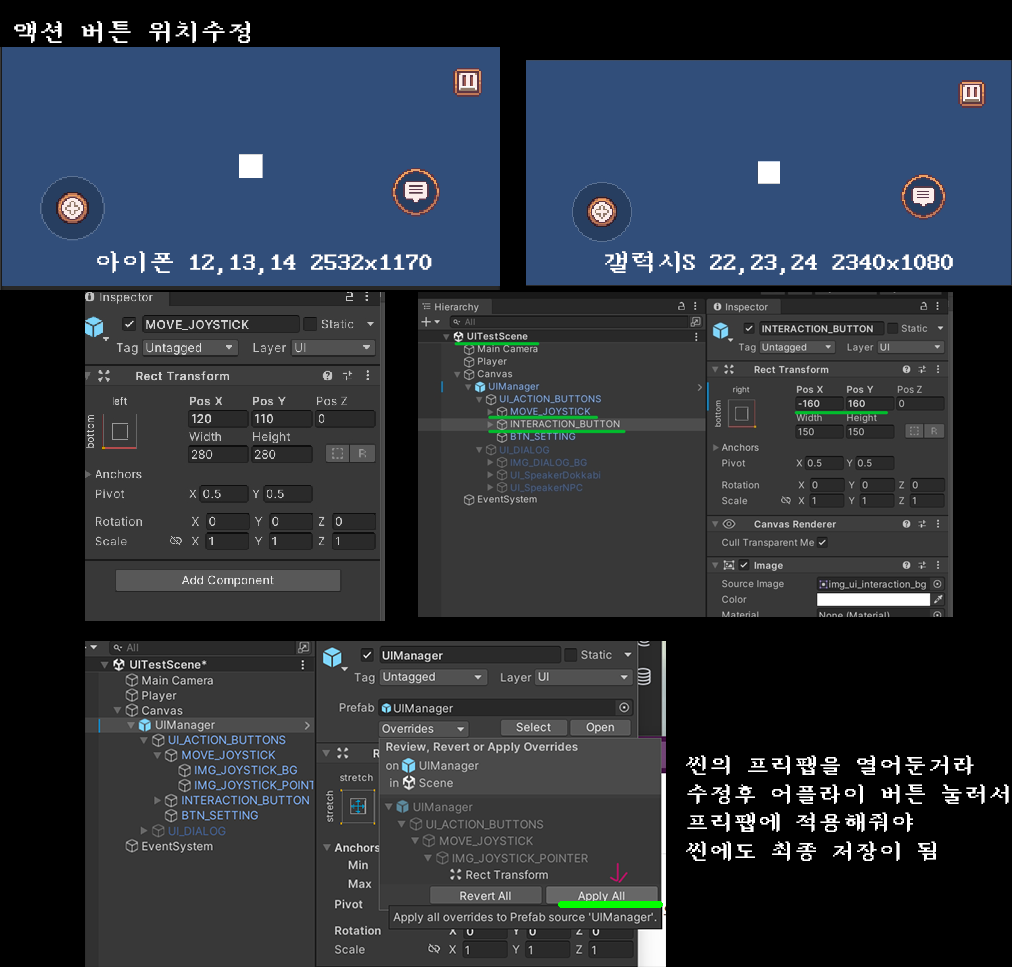 액션 버튼 위치수정
아이폰 12,13,14 2532x1170
갤럭시S 22,23,24 2340x1080
Inspector
MOVE_JOYSTICK
Static
Tag Untagged Layer UI
Rect Transform
left
bottom
Pos X Pos Y Pos Z
120 110 0
Width Height
280 280
R
Anchors
Pivot X 0.5 Y 0.5
Rotation X 0 Y 0 Z 0
Scale X 1 Y 1 Z 1
Add Component
Hierarchy
All
UITestScene
Main Camera
Player
Canvas
UIManager
UI_ACTION_BUTTONS
MOVE_JOYSTICK
INTERACTION_BUTTON
BTN_SETTING
UI_DIALOG
IMG_DIALOG_BG
UI_SpeakerDokkabi
UI_SpeakerNPC
EventSystem
Inspector
INTERACTION_BUTTON Static
Tag Untagged Layer UI
Rect Transform
right
bottom
Pos X Pos Y Pos Z
-160 160 0
Width Height
150 150
R
Anchors
Pivot X 0.5 Y 0.5
Rotation X 0 Y 0 Z 0
Scale X 1 Y 1 Z 1
Canvas Renderer
Cull Transparent Me
Image
Source Image img_ui_interaction_bg
Color
Material None (Material)
All
UITestScene*
Main Camera
Player
Canvas
UIManager
UI_ACTION_BUTTONS
MOVE_JOYSTICK
IMG_JOYSTICK_BG
IMG_JOYSTICK_POINT
INTERACTION_BUTTON
BTN_SETTING
UI_DIALOG
EventSystem
UIManager Static
Tag Untagged Layer UI
Prefab UIManager
Overrides Select Open
Review, Revert or Apply Overrides
on UIManager
in Scene
R
stretch
stretch
UIManager
UI_ACTION_BUTTONS
MOVE_JOYSTICK
IMG_JOYSTICK_POINTER
Rect Transform
Anchors
Min
Max
Pivot
Revert All Apply All
Apply all overrides to Prefab source 'UIManager'.
Rotation X 0 Y 0 Z 0
Scale X 1 Y 1 Z 1
씬의 프리팹을 열어둔거라
수정후 어플라이 버튼 눌러서
프리팹에 적용해줘야
씬에도 최종 저장이 됨